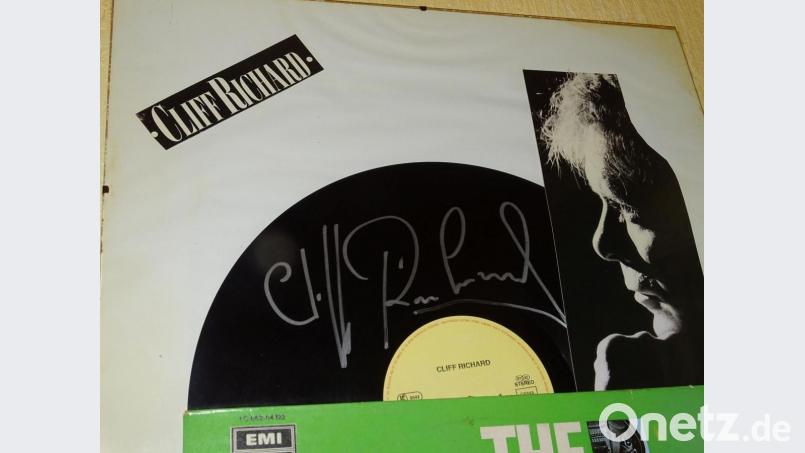 ·CLIFF RICHARD·
Cliff Richard
CLIFF RICHARD
STEREO
EMI
THE
Onetz.de